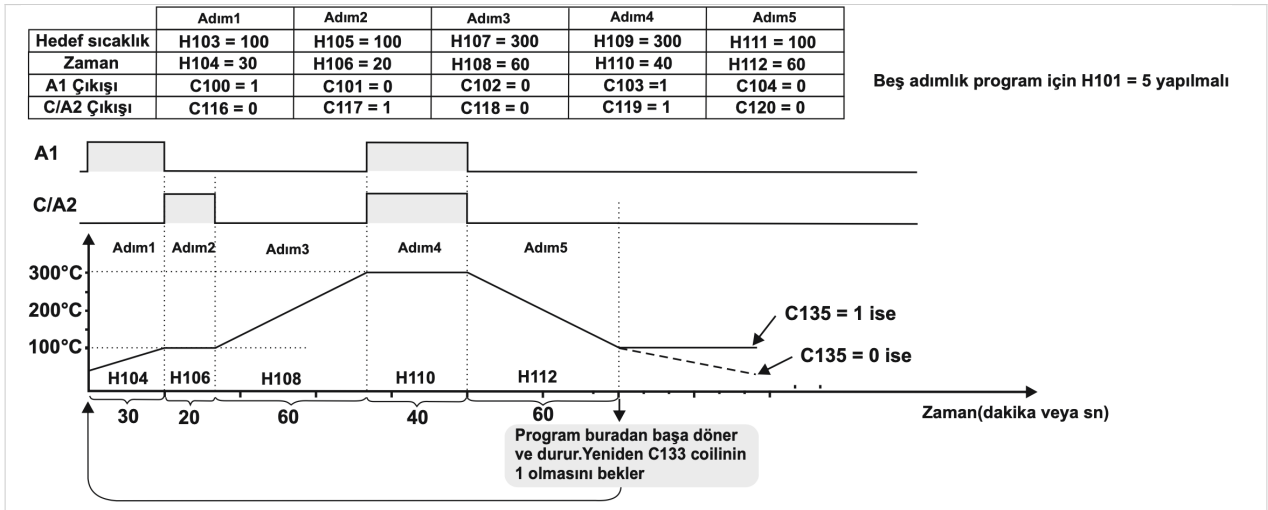 Adım1 Adım2 Adım3 Adım4 Adım5
Hedef sıcaklık H103 = 100 H105 = 100 H107 = 300 H109 = 300 H111 = 100
Zaman H104 = 30 H106 = 20 H108 = 60 H110 = 40 H112 = 60
A1 Çıkışı C100 = 1 C101 = 0 C102 = 0 C103 =1 C104 = 0
C/A2 Çıkışı C116 = 0 C117 = 1 C118 = 0 C119 = 1 C120 = 0
Beş adımlık program için H101 = 5 yapılmalı
A1
C/A2
Adım1 Adım2 Adım3 Adım4 Adım5
300°C
200°C
100°C
C135 = 1 ise
C135 = 0 ise
H104 H106 H108 H110 H112
30 20 60 40 60
Zaman(dakika veya sn)
Program buradan başa döner
ve durur.Yeniden C133 coilinin
1 olmasını bekler